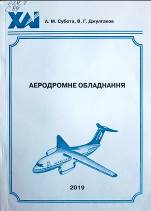 ХАІ
А. М. Субота, В. Г. Джулгаков
АЕРОДРОМНЕ ОБЛАДНАННЯ
2019